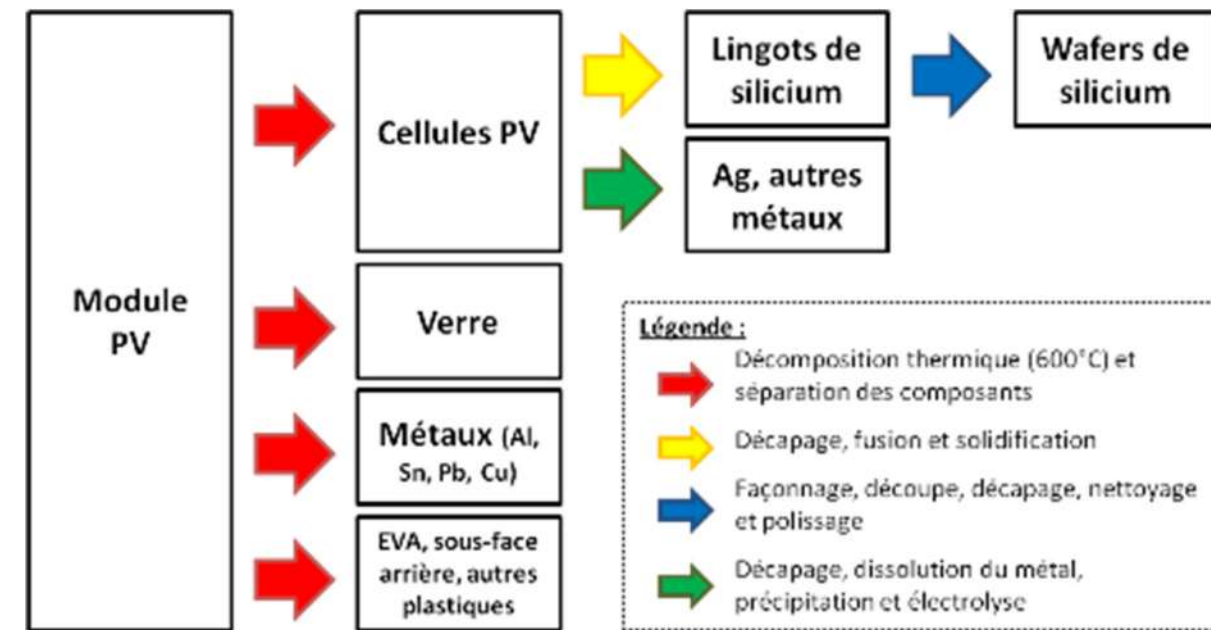 Module
PV
Cellules PV
Verre
Métaux (Al,
Sn, Pb, Cu)
EVA, sous-face
arrière, autres
plastiques
Lingots de
silicium
Ag, autres
métaux
Wafers de
silicium
Légende :
Décomposition thermique (600°C) et
séparation des composants
Décapage, fusion et solidification
Façonnage, découpe, décapage, nettoyage
et polissage
Décapage, dissolution du métal,
précipitation et électrolyse